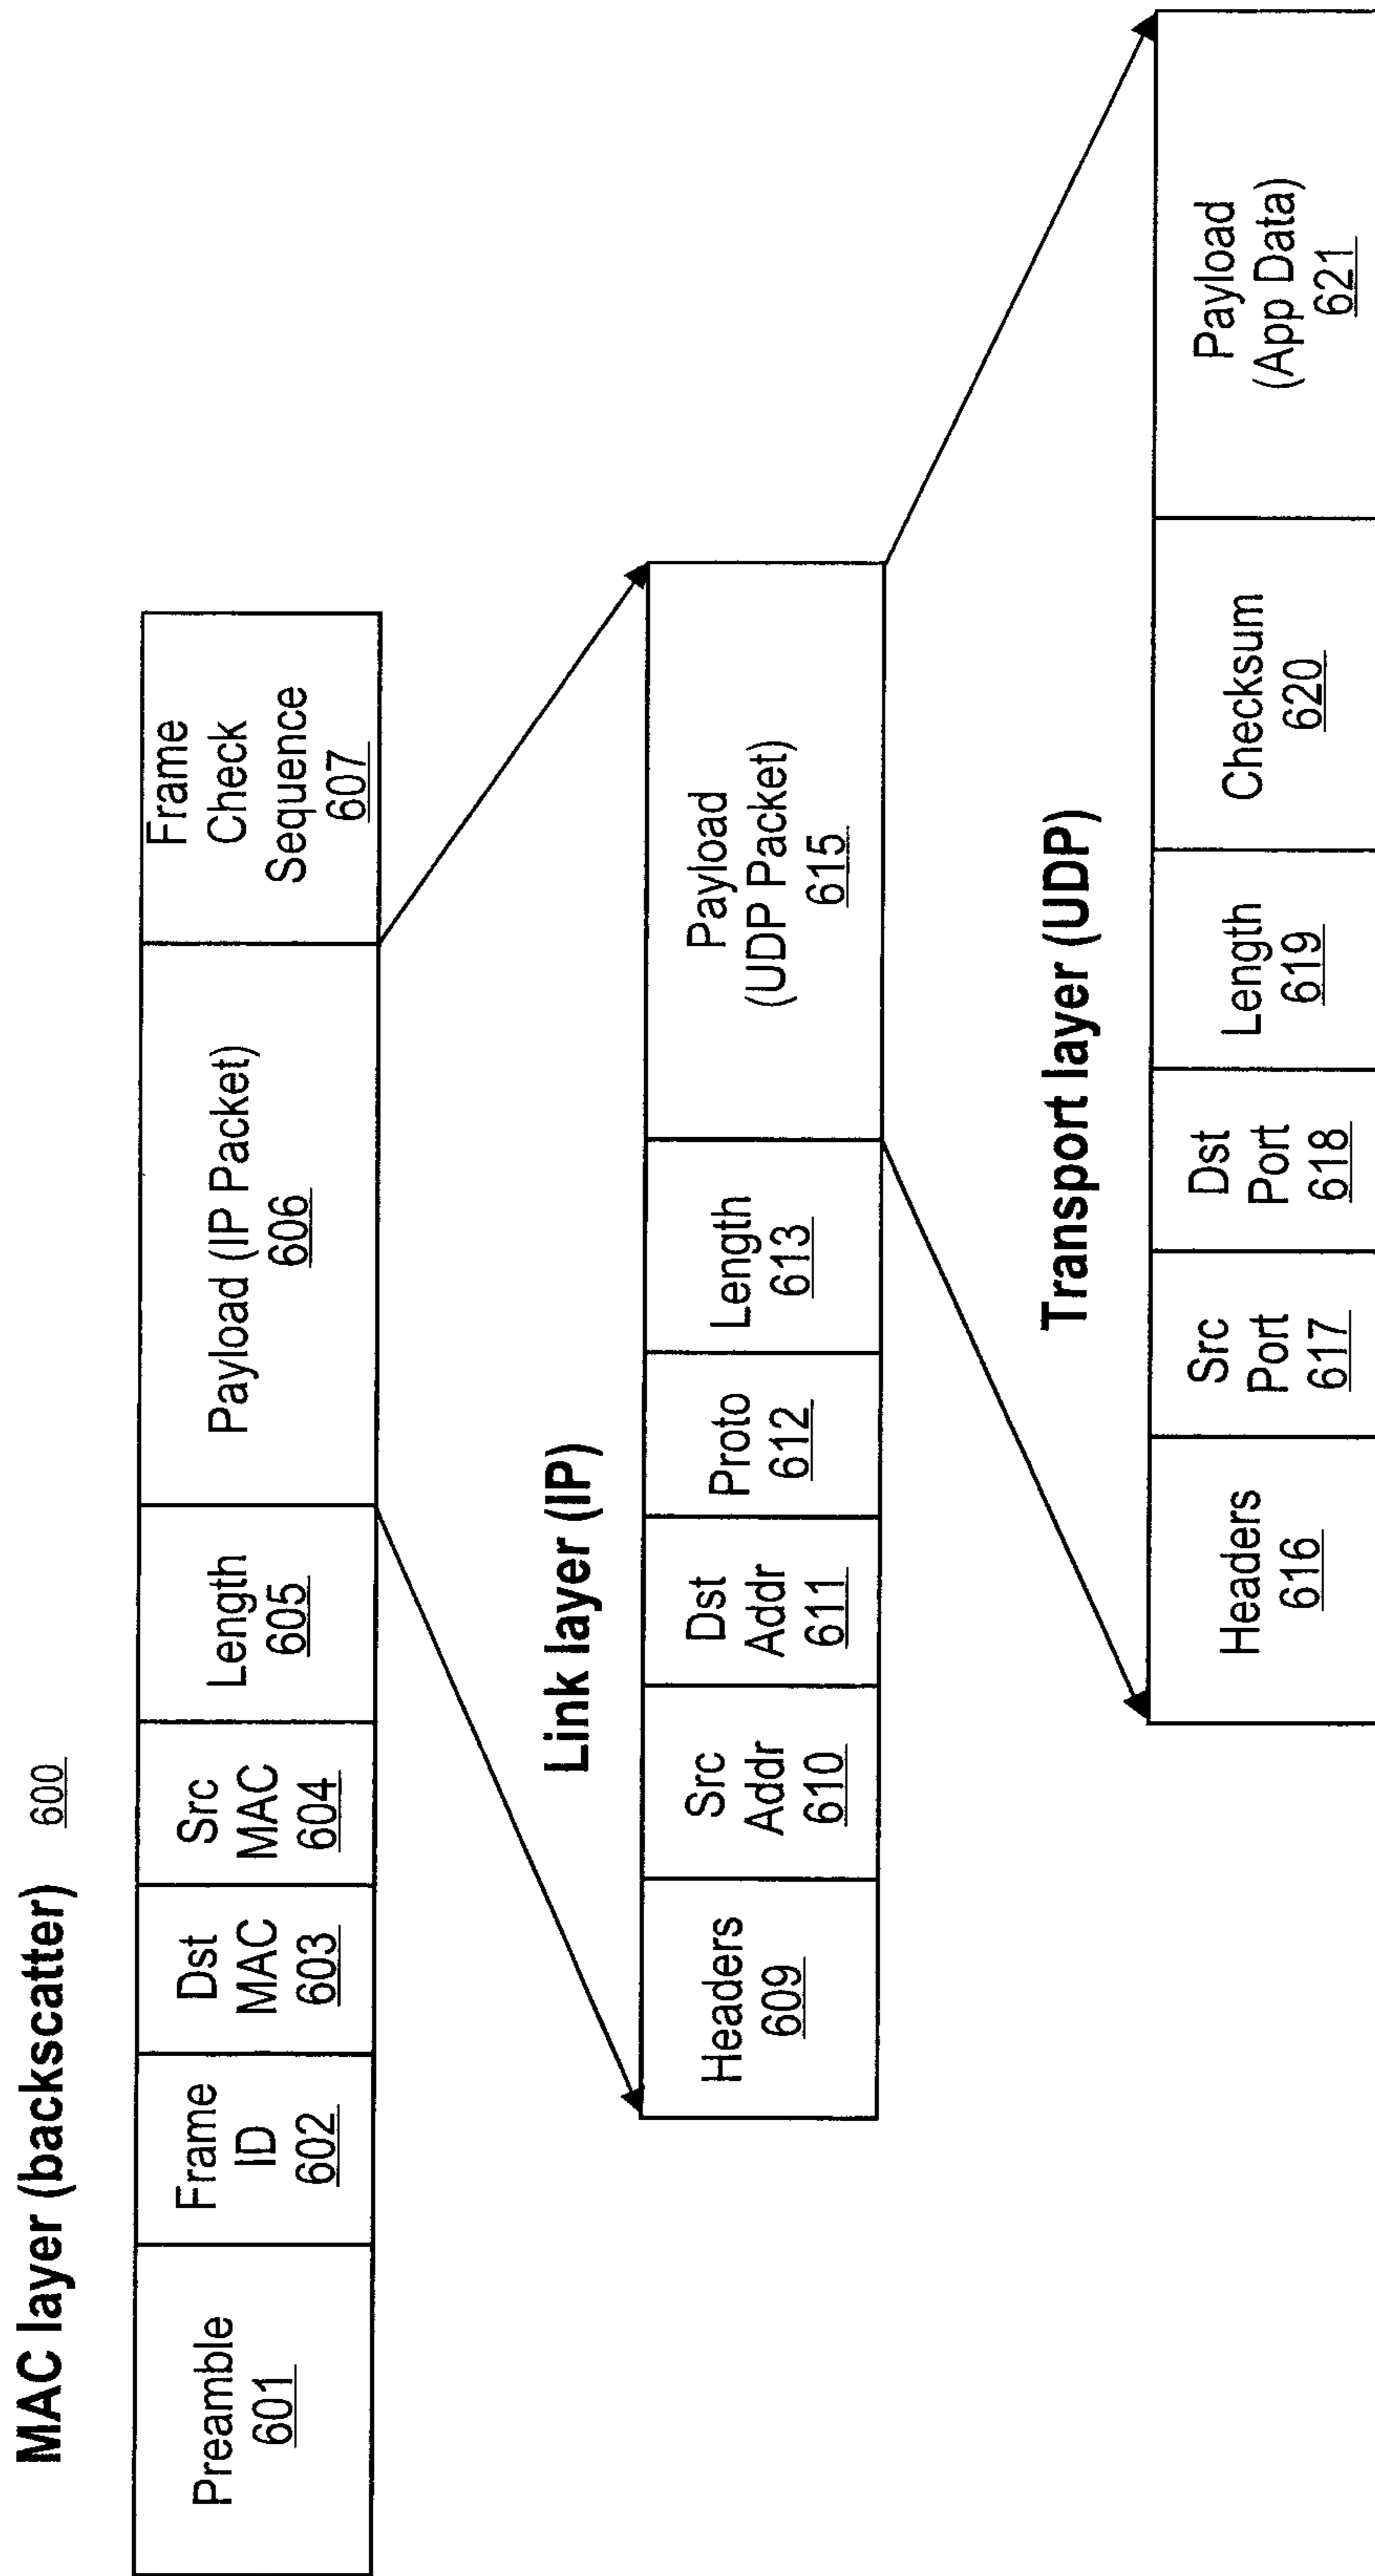 MAC layer (backscatter) 600
Preamble
601
Frame
ID
602
Dst
MAC
603
Src
MAC
604
Length
605
Payload (IP Packet)
606
Frame
Check
Sequence
607
Link layer (IP)
Headers
609
Src
Addr
610
Dst
Addr
611
Proto
612
Length
613
Payload
(UDP Packet)
615
Transport layer (UDP)
Headers
616
Src
Port
617
Dst
Port
618
Length
619
Checksum
620
Payload
(App Data)
621